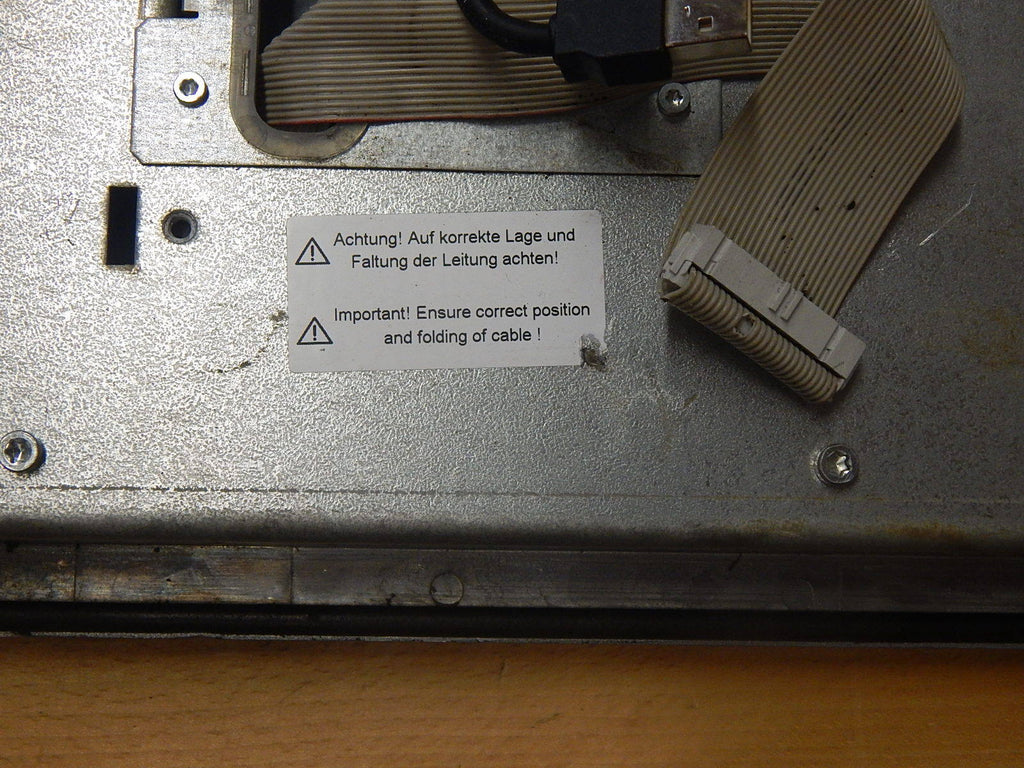 Achtung! Auf korrekte Lage und
Faltung der Leitung achten!
Important! Ensure correct position
and folding of cable !